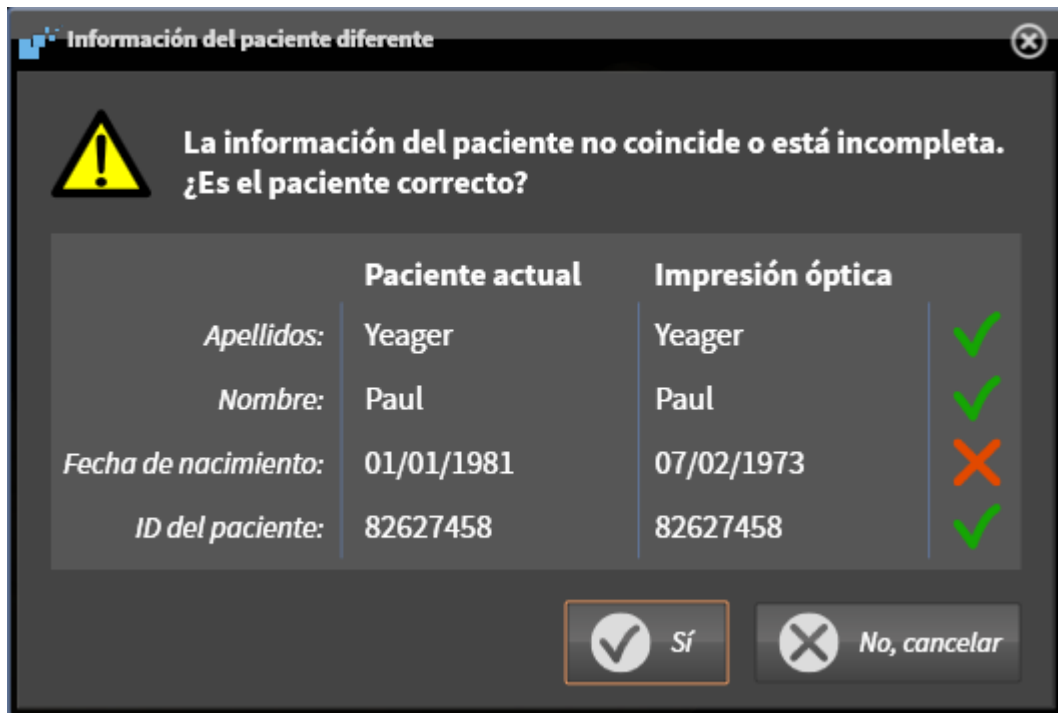 Información del paciente diferente
La información del paciente no coincide o está incompleta.
¿Es el paciente correcto?
Paciente actual Impresión óptica
Apellidos: Yeager Yeager
Nombre: Paul Paul
Fecha de nacimiento: 01/01/1981 07/02/1973
ID del paciente: 82627458 82627458
Sí No, cancelar